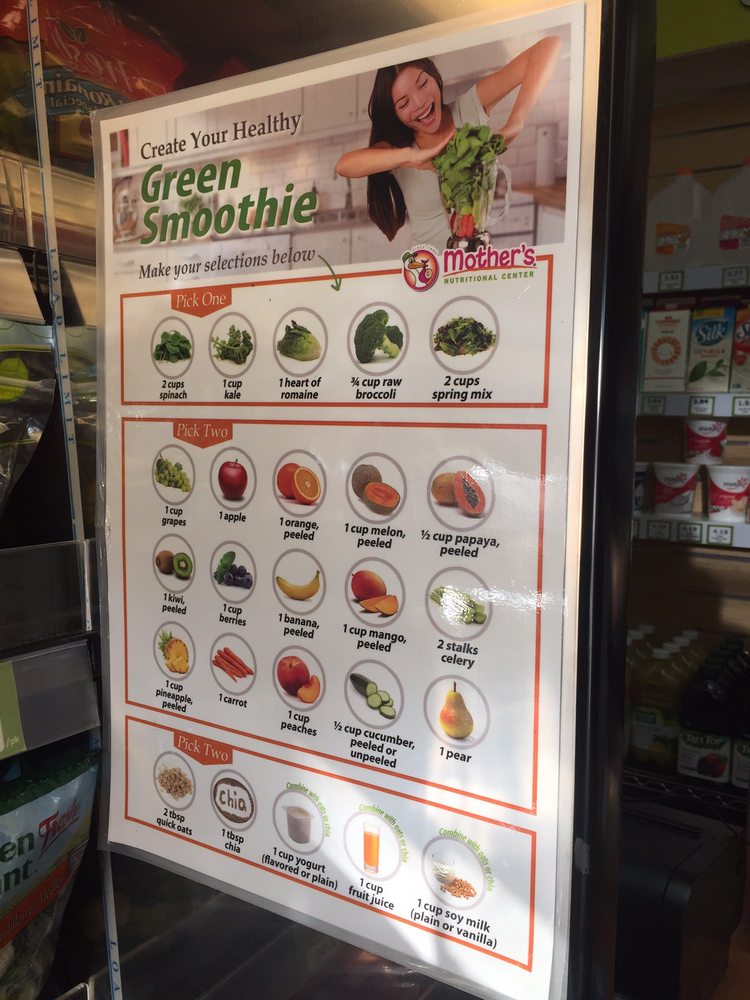 Create Your Healthy
Green
Smoothie
Make your selections below
Mother's
NUTRITIONAL CENTER
Pick One
2 cups
spinach
1 cup
kale
1 heart of
romaine
¾ cup raw
broccoli
2 cups
spring mix
Pick Two
1 cup
grapes
1 apple
1 orange,
peeled
1 cup melon,
peeled
½ cup papaya,
peeled
1 kiwi,
peeled
1 cup
berries
1 banana,
peeled
1 cup mango,
peeled
2 stalks
celery
1 cup
pineapple,
peeled
1 carrot
1 cup
peaches
½ cup cucumber,
peeled or
unpeeled
1 pear
Pick Two
2 tbsp
quick oats
chia
1 tbsp
chia
Combine with oats or chia
1 cup yogurt
(flavored or plain)
Combine with oats or chia
1 cup
fruit juice
Combine with oats or chia
1 cup soy milk
(plain or vanilla)
Fresh
LOAD LIMIT
/pk
Silk
SOYMILK